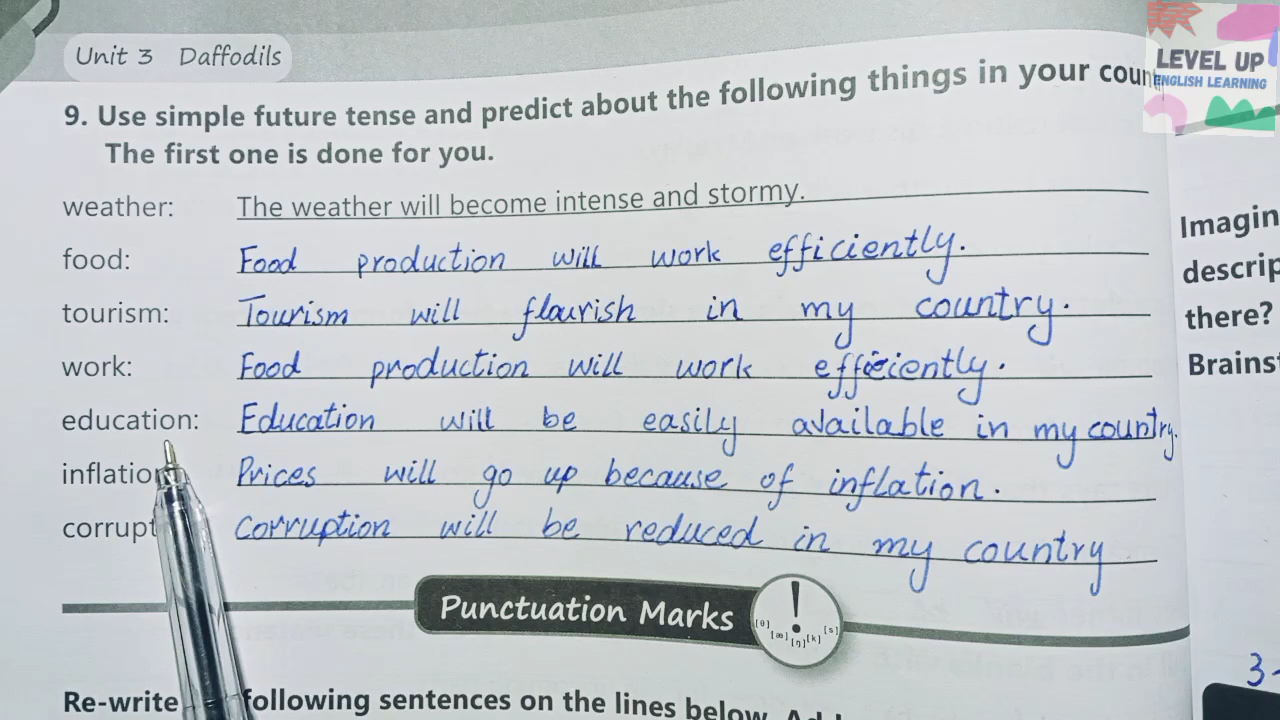 Unit 3 Daffodils
LEVEL UP
ENGLISH LEARNING
9. Use simple future tense and predict about the following things in your
The first one is done for you.
weather: The weather will become intense and stormy.
food: Food production will work efficiently.
tourism: Tourism will flourish in my country.
work: Food production will work efficiently.
education: Education will be easily available in my country.
inflation Prices will go up because of inflation.
corrupt Corruption will be reduced in my country
Punctuation Marks
[θ] [æ] [ŋ] [k] [s]
Re-write following sentences on the lines below.
Imagin
descrip
there?
Brainst
3-